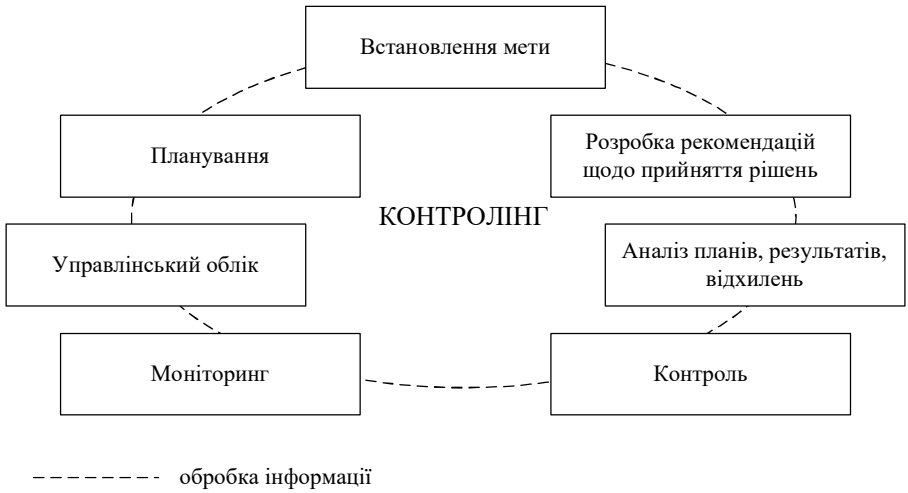 Встановлення мети
Планування
Розробка рекомендацій
щодо прийняття рішень
КОНТРОЛІНГ
Управлінський облік
Аналіз планів, результатів,
відхилень
Моніторинг
Контроль
обробка інформації